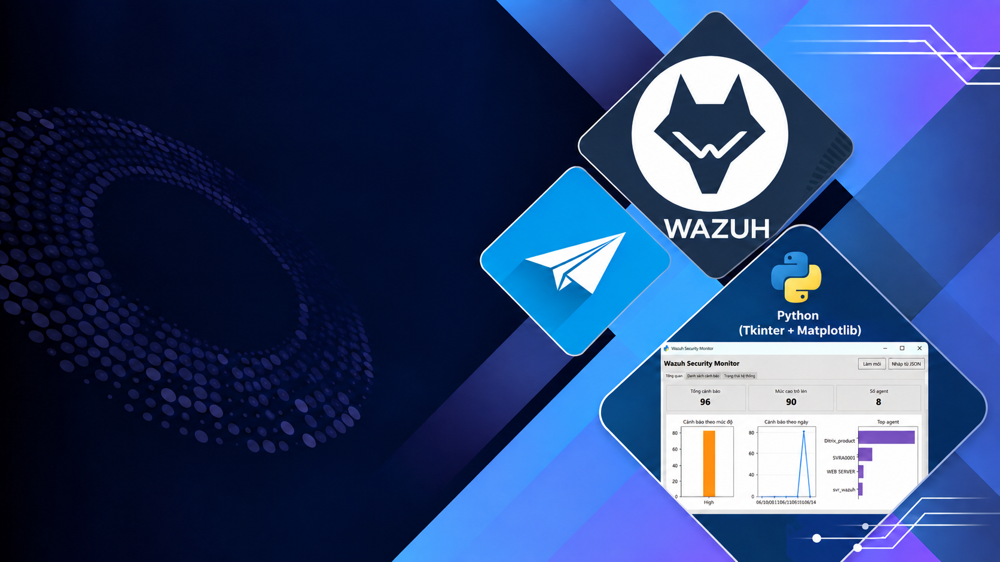 WAZUH
Python
(Tkinter + Matplotlib)
Wazuh Security Monitor
Wazuh Security Monitor
Làm mới
Nhập từ JSON
Tổng quan
Danh sách cảnh báo
Trạng thái hệ thống
Tổng cảnh báo
Mức cao trở lên
Số agent
96
90
8
Cảnh báo theo mức độ
Cảnh báo theo ngày
Top agent
80
60
40
20
0
High
80
60
40
0
06/14
Ditrix_product
SVRA0001
WEB SERVER
svr_wazuh